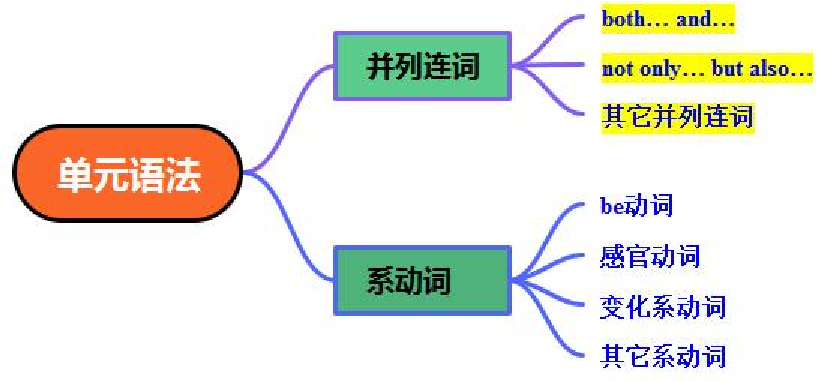 单元语法
并列连词
both… and…
not only… but also…
其它并列连词
系动词
be动词
感官动词
变化系动词
其它系动词